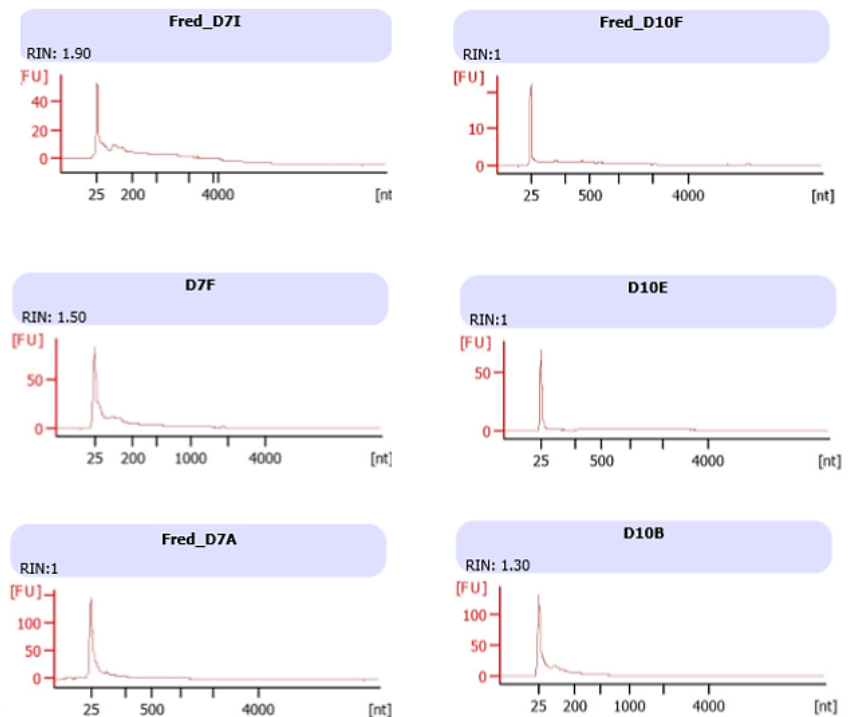 Fred_D7I
RIN: 1.90
[FU]
40
20
0
25 200 4000 [nt
Fred_D10F
RIN:1
[FU]
10
0
25 500 4000 [nt]
D7F
RIN: 1.50
[FU]
50
0
25 200 1000 4000 [nt]
D10E
RIN:1
[FU]
50
0
25 500 4000 [nt]
Fred_D7A
RIN:1
[FU]
100
50
0
25 500 4000 [nt]
D10B
RIN: 1.30
[FU]
100
50
0
25 200 1000 4000 [nt]